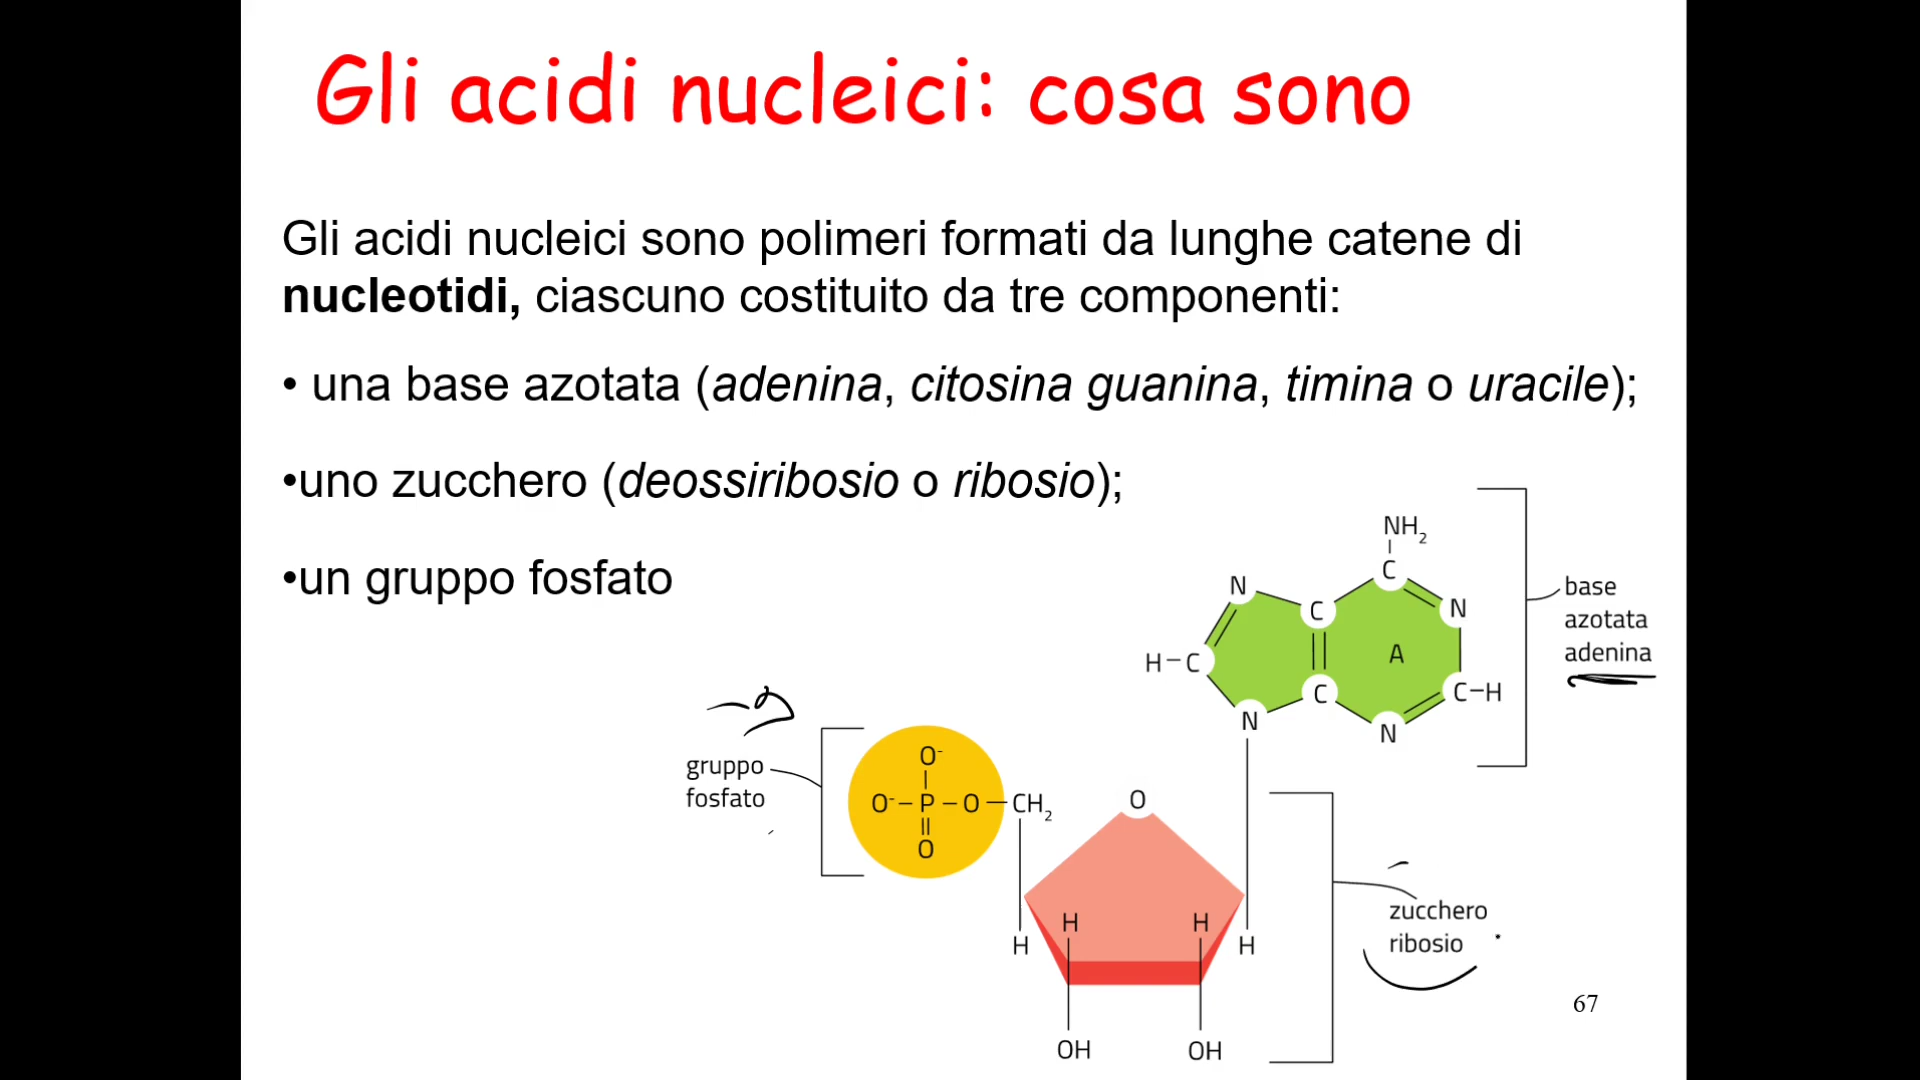 Gli acidi nucleici: cosa sono
Gli acidi nucleici sono polimeri formati da lunghe catene di
nucleotidi, ciascuno costituito da tre componenti:
• una base azotata (adenina, citosina guanina, timina o uracile);
•uno zucchero (deossiribosio o ribosio);
•un gruppo fosfato
NH2
C
N
C
N
A
H–C
C
C–H
N
N
base
azotata
adenina
gruppo
fosfato
O-
O-–P–O–CH2
O
O
H
H
H
H
OH
OH
zucchero
ribosio
67